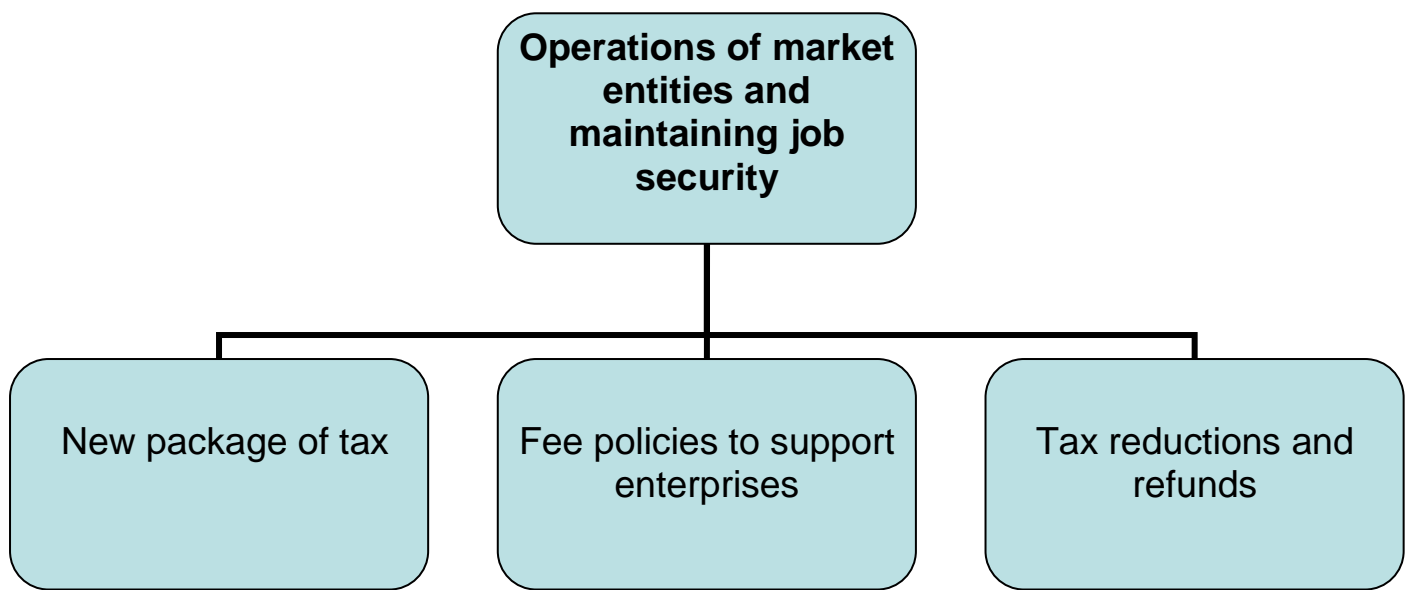 Operations of market
entities and
maintaining job
security
New package of tax
Fee policies to support
enterprises
Tax reductions and
refunds